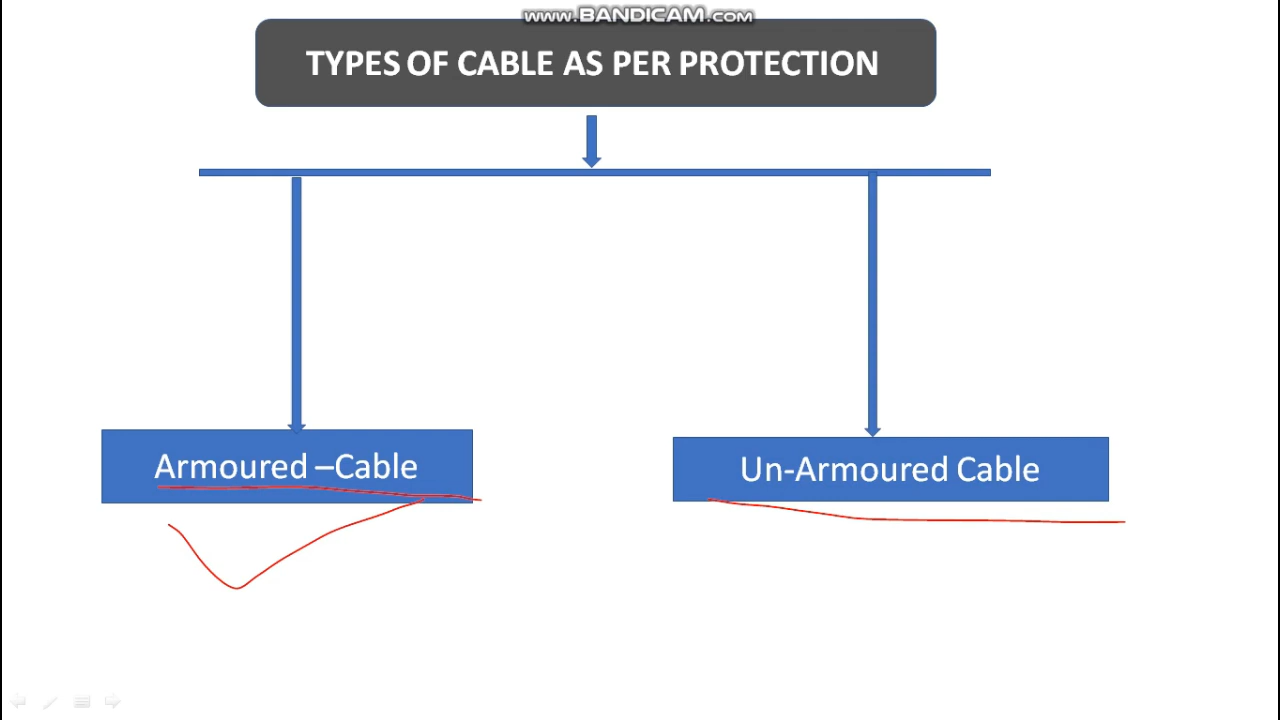 www.BANDICAM.com
TYPES OF CABLE AS PER PROTECTION
Armoured –Cable
Un-Armoured Cable